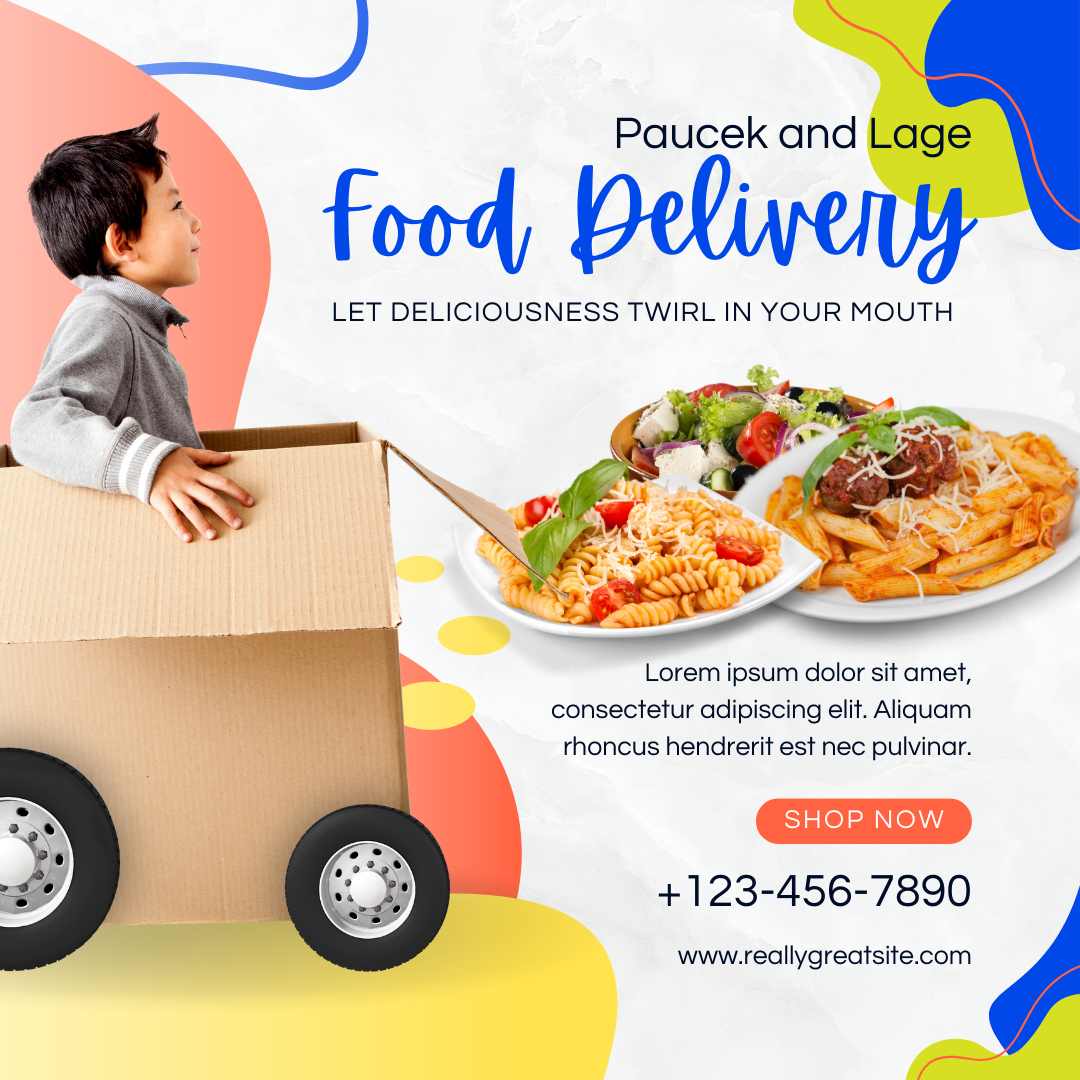 Paucek and Lage
Food Delivery
LET DELICIOUSNESS TWIRL IN YOUR MOUTH
Lorem ipsum dolor sit amet,
consectetur adipiscing elit. Aliquam
rhoncus hendrerit est nec pulvinar.
SHOP NOW
+123-456-7890
www.reallygreatsite.com